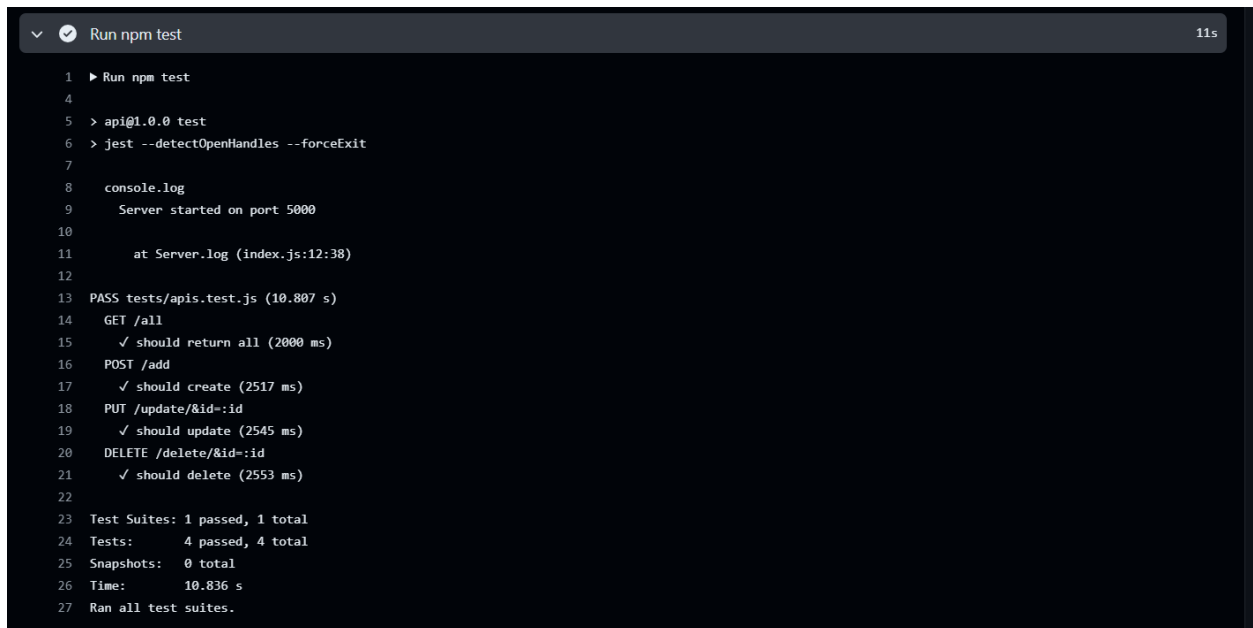 Run npm test 11s
1 ▶ Run npm test
4
5 > api@1.0.0 test
6 > jest --detectOpenHandles --forceExit
7
8 console.log
9 Server started on port 5000
10
11 at Server.log (index.js:12:38)
12
13 PASS tests/apis.test.js (10.807 s)
14 GET /all
15 ✓ should return all (2000 ms)
16 POST /add
17 ✓ should create (2517 ms)
18 PUT /update/&id=:id
19 ✓ should update (2545 ms)
20 DELETE /delete/&id=:id
21 ✓ should delete (2553 ms)
22
23 Test Suites: 1 passed, 1 total
24 Tests: 4 passed, 4 total
25 Snapshots: 0 total
26 Time: 10.836 s
27 Ran all test suites.